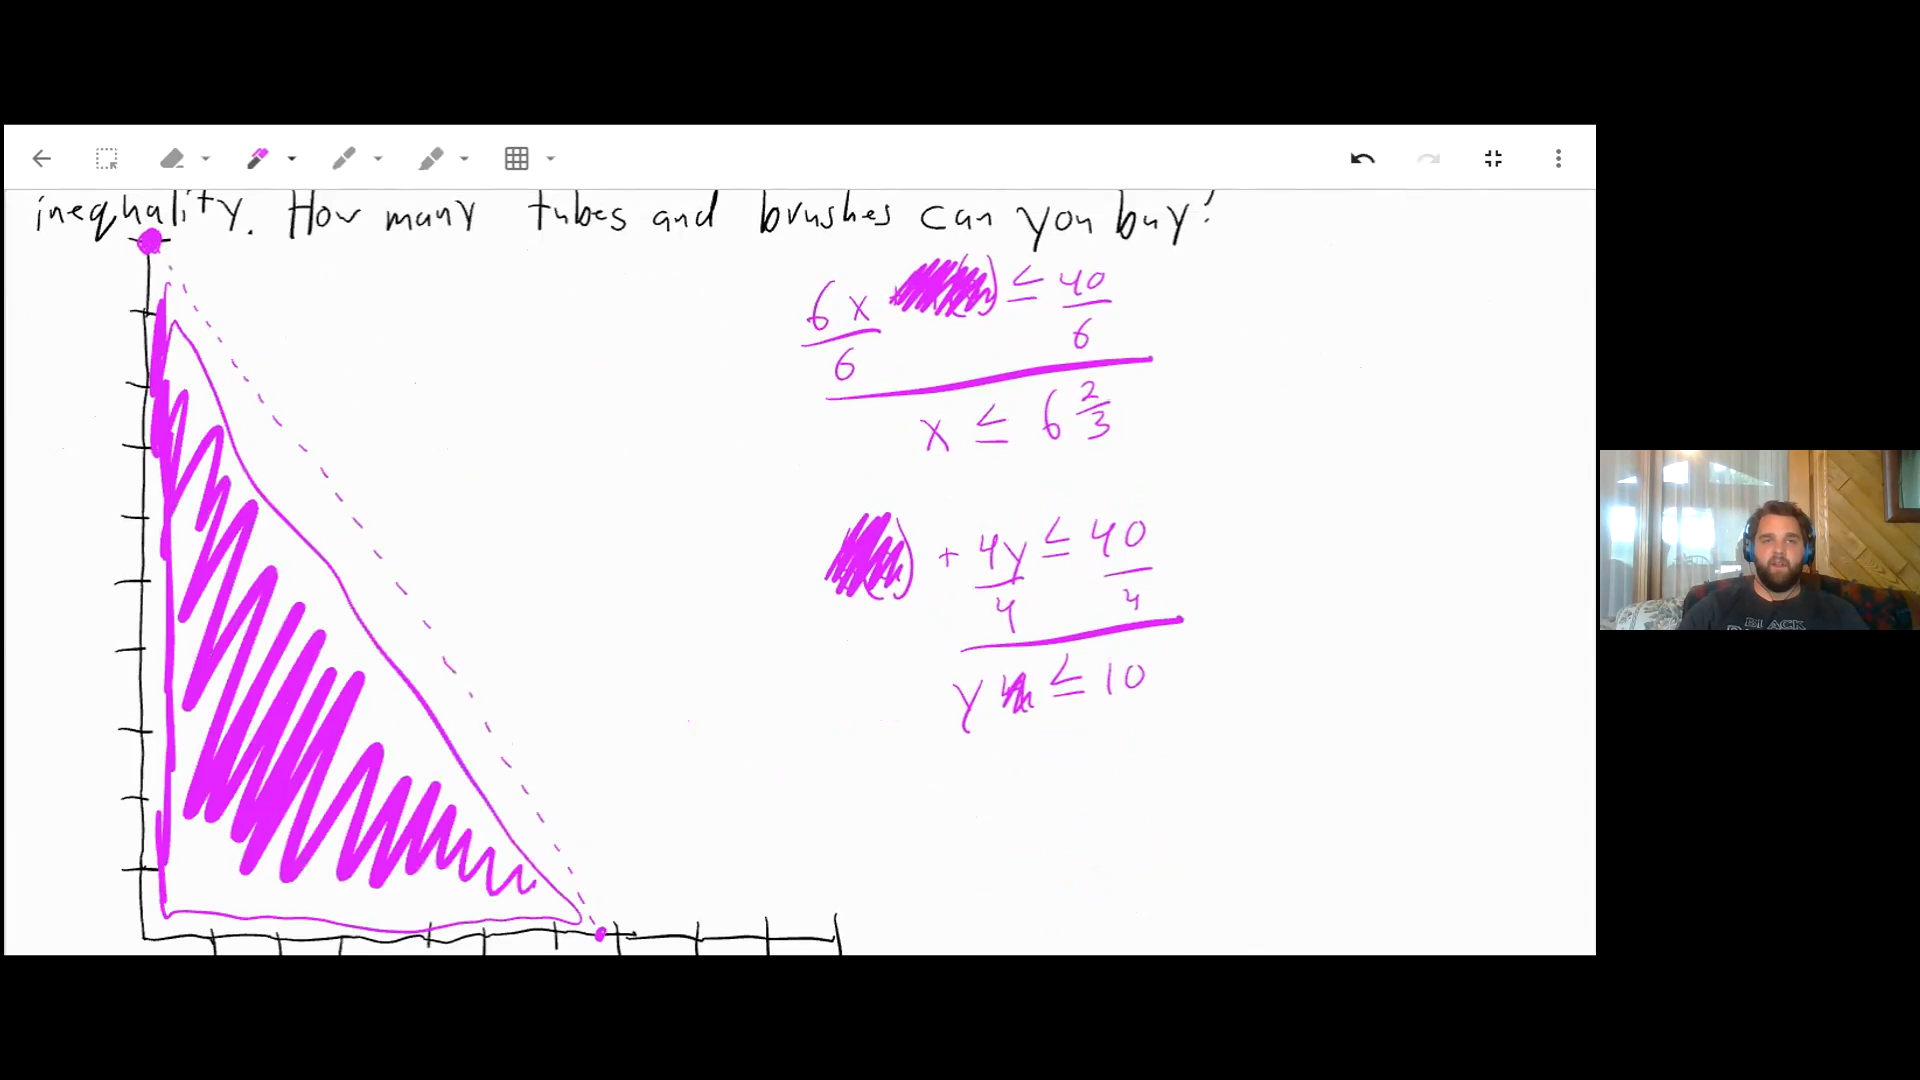 inequality. How many tubes and brushes can you buy?
6x ≤ 40
6 6
x ≤ 6 2/3
+ 4y ≤ 40
4 4
y ≤ 10
BLACK